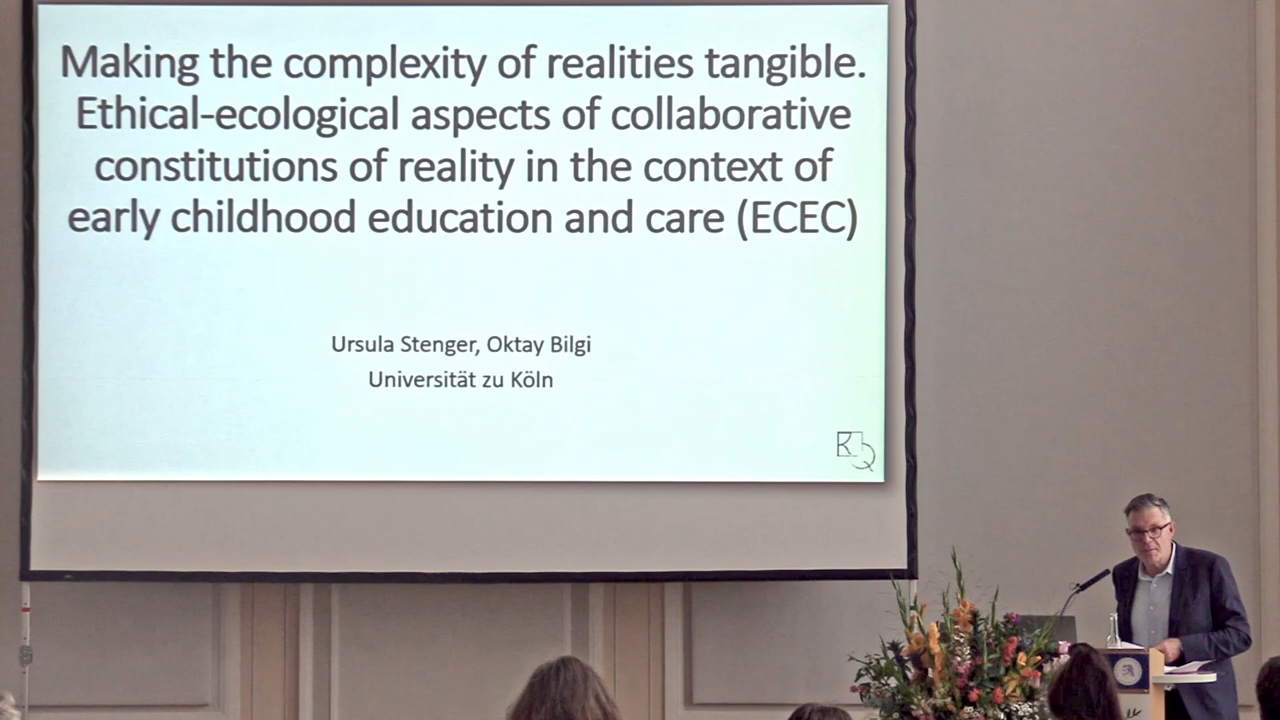 Making the complexity of realities tangible.
Ethical-ecological aspects of collaborative
constitutions of reality in the context of
early childhood education and care (ECEC)
Ursula Stenger, Oktay Bilgi
Universität zu Köln